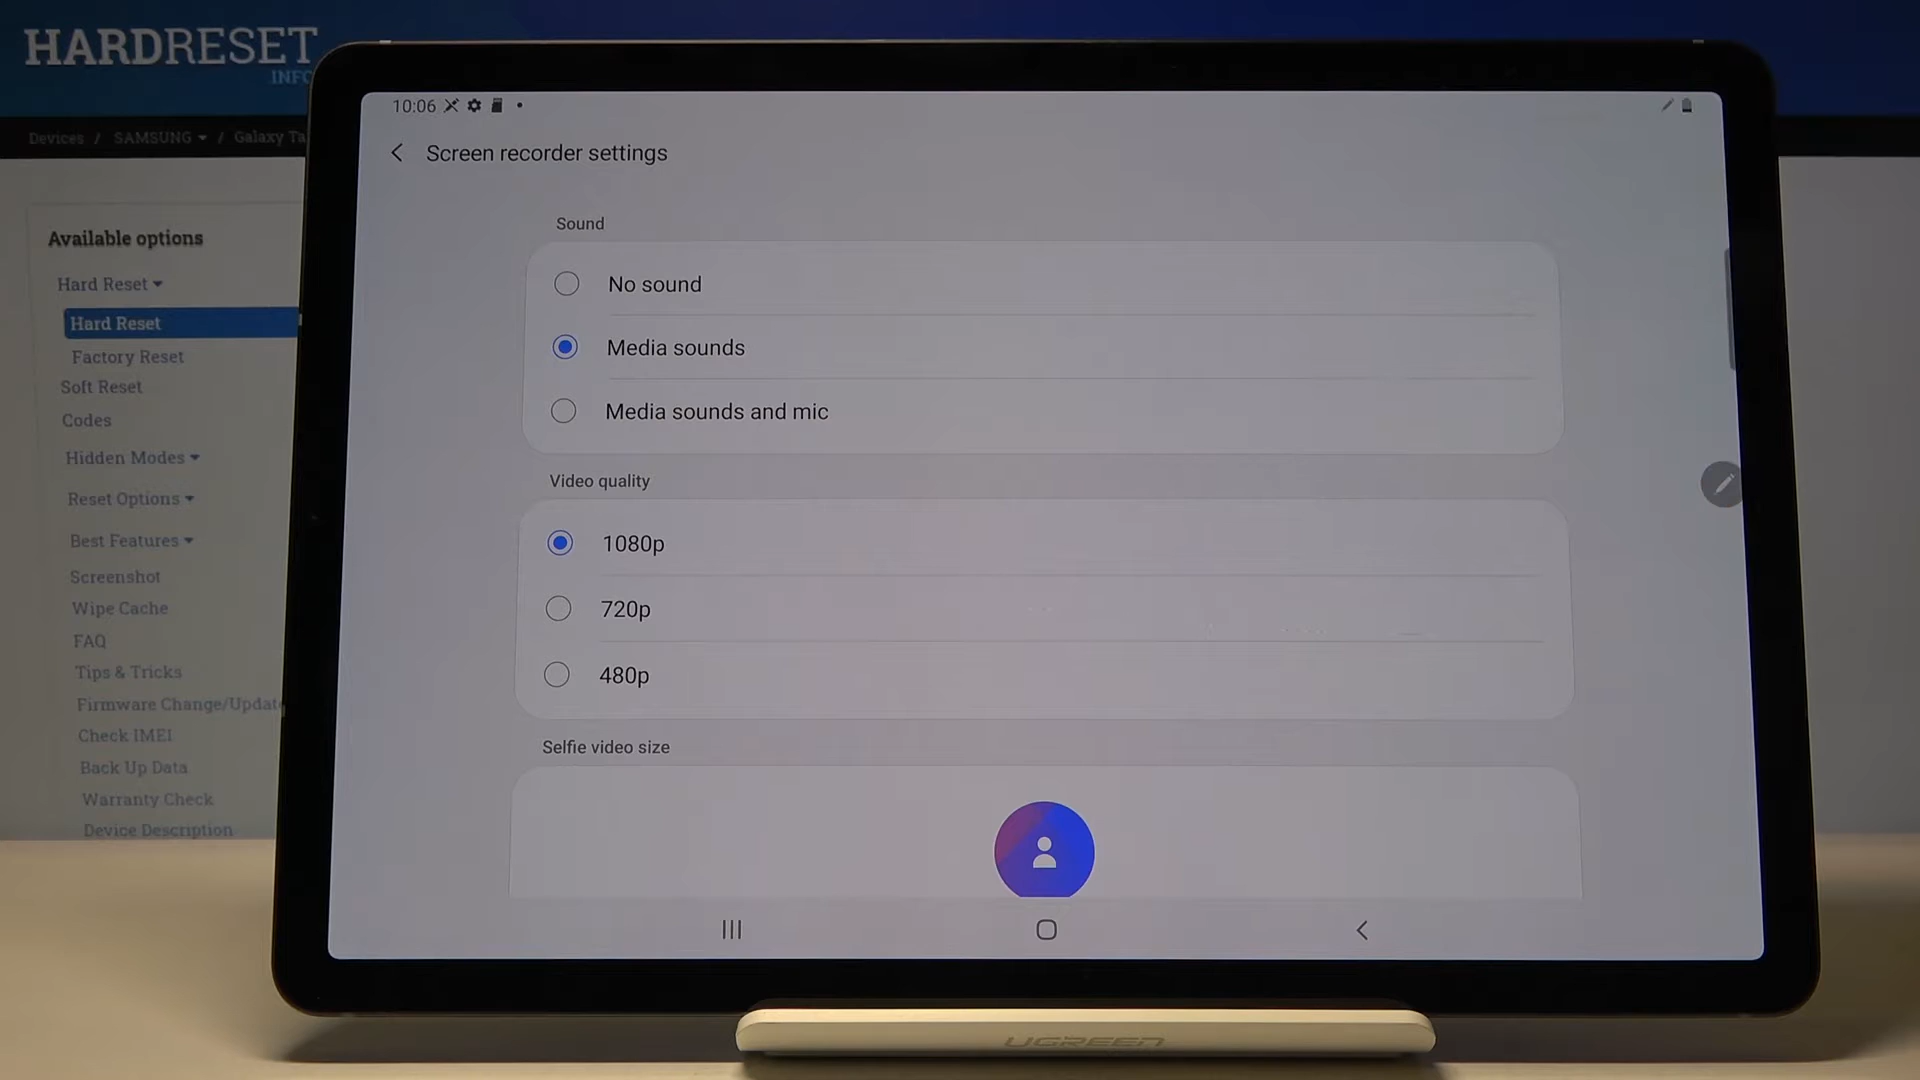 HARDRESET
INFO
Devices / SAMSUNG / Galaxy Ta
Available options
Hard Reset
Hard Reset
Factory Reset
Soft Reset
Codes
Hidden Modes
Reset Options
Best Features
Screenshot
Wipe Cache
FAQ
Tips & Tricks
Firmware Change/Update
Check IMEI
Back Up Data
Warranty Check
Device Description
10:06
Screen recorder settings
Sound
No sound
Media sounds
Media sounds and mic
Video quality
1080p
720p
480p
Selfie video size
UGREEN